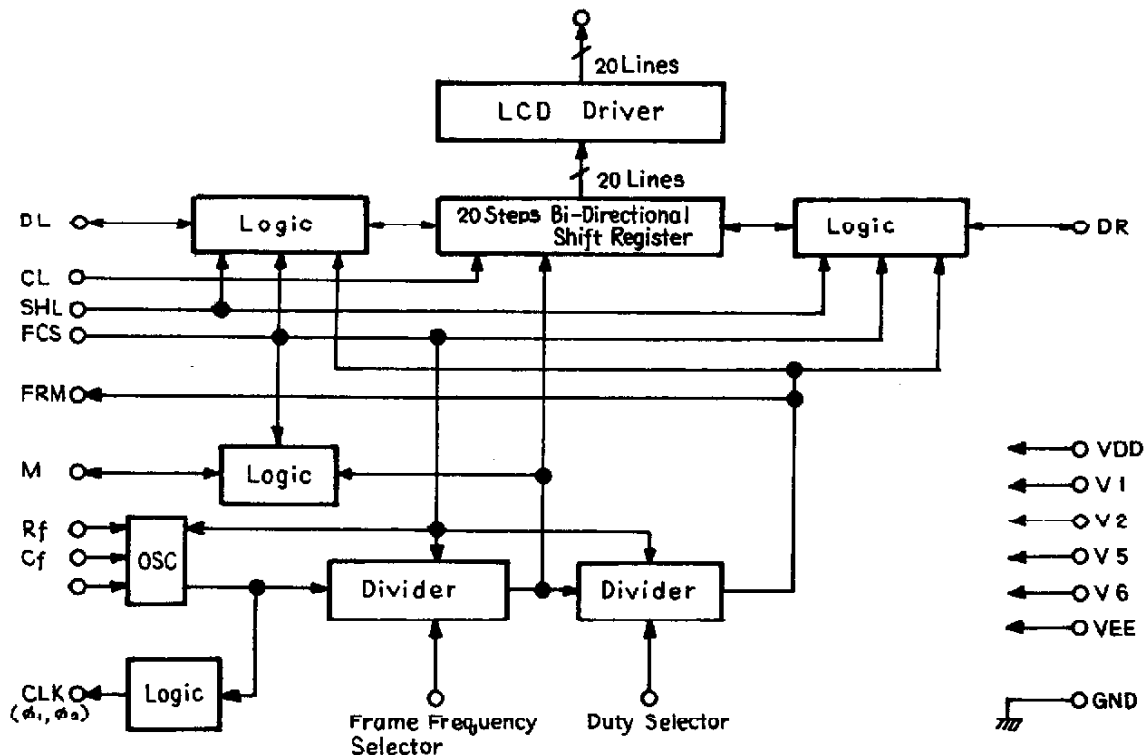 20 Lines
LCD Driver
20 Lines
DL
Logic
20 Steps Bi-Directional
Shift Register
Logic
DR
CL
SHL
FCS
FRM
M
Logic
VDD
V1
V2
V5
V6
VEE
GND
Rf
Cf
OSC
Divider
Divider
CLK
(ø₁, ø₂)
Logic
Frame Frequency
Selector
Duty Selector